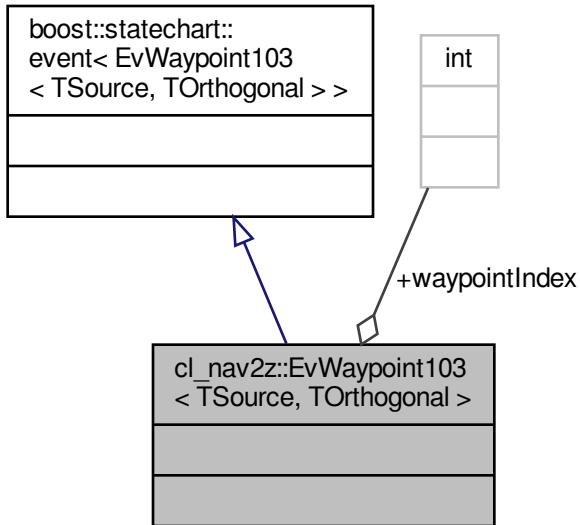 boost::statechart::
event< EvWaypoint103
< TSource, TOrthogonal > >
int
+waypointIndex
cl_nav2z::EvWaypoint103
< TSource, TOrthogonal >